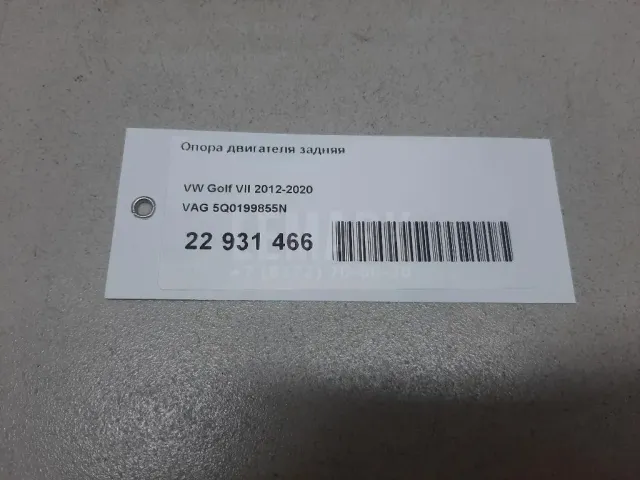 Опора двигателя задняя
VW Golf VII 2012-2020
VAG 5Q0199855N
22 931 466